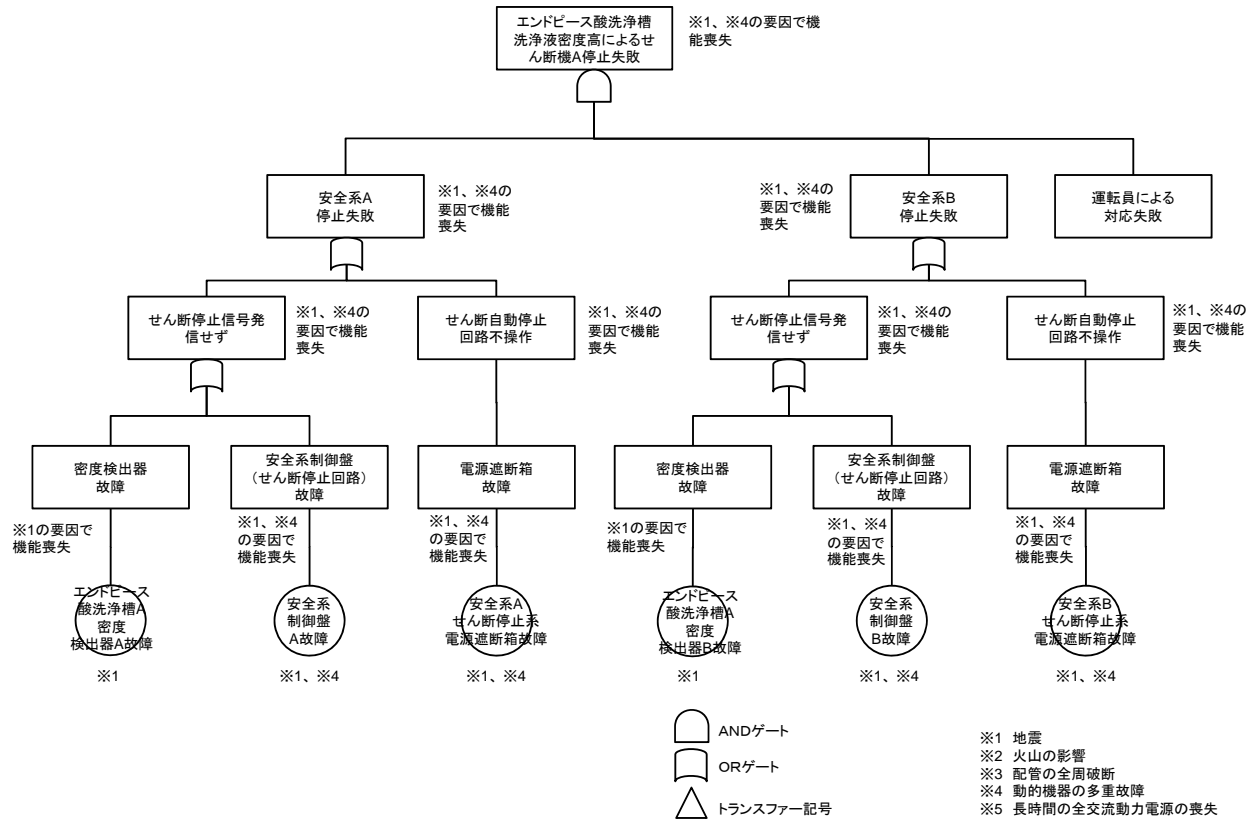 エンドピース酸洗浄槽
洗浄液密度高によるせ
ん断機A停止失敗
※1、※4の要因で機
能喪失
安全系A
停止失敗
※1、※4の
要因で機能
喪失
※1、※4の
要因で機能
喪失
安全系B
停止失敗
運転員による
対応失敗
せん断停止信号発
信せず
※1、※4の
要因で機能
喪失
せん断自動停止
回路不操作
※1、※4の
要因で機能
喪失
せん断停止信号発
信せず
※1、※4の
要因で機能
喪失
せん断自動停止
回路不操作
※1、※4の
要因で機能
喪失
密度検出器
故障
安全系制御盤
(せん断停止回路)
故障
電源遮断箱
故障
密度検出器
故障
安全系制御盤
(せん断停止回路)
故障
電源遮断箱
故障
※1の要因で
機能喪失
※1、※4
の要因で
機能喪失
※1、※4
の要因で
機能喪失
※1の要因で
機能喪失
※1、※4
の要因で
機能喪失
※1、※4
の要因で
機能喪失
エンドピース
酸洗浄槽A
密度
検出器A故障
安全系
制御盤
A故障
安全系A
せん断停止系
電源遮断箱故障
エンドピース
酸洗浄槽A
密度
検出器B故障
安全系
制御盤
B故障
安全系B
せん断停止系
電源遮断箱故障
※1
※1、※4
※1、※4
※1
※1、※4
※1、※4
ANDゲート
ORゲート
トランスファー記号
※1 地震
※2 火山の影響
※3 配管の全周破断
※4 動的機器の多重故障
※5 長時間の全交流動力電源の喪失